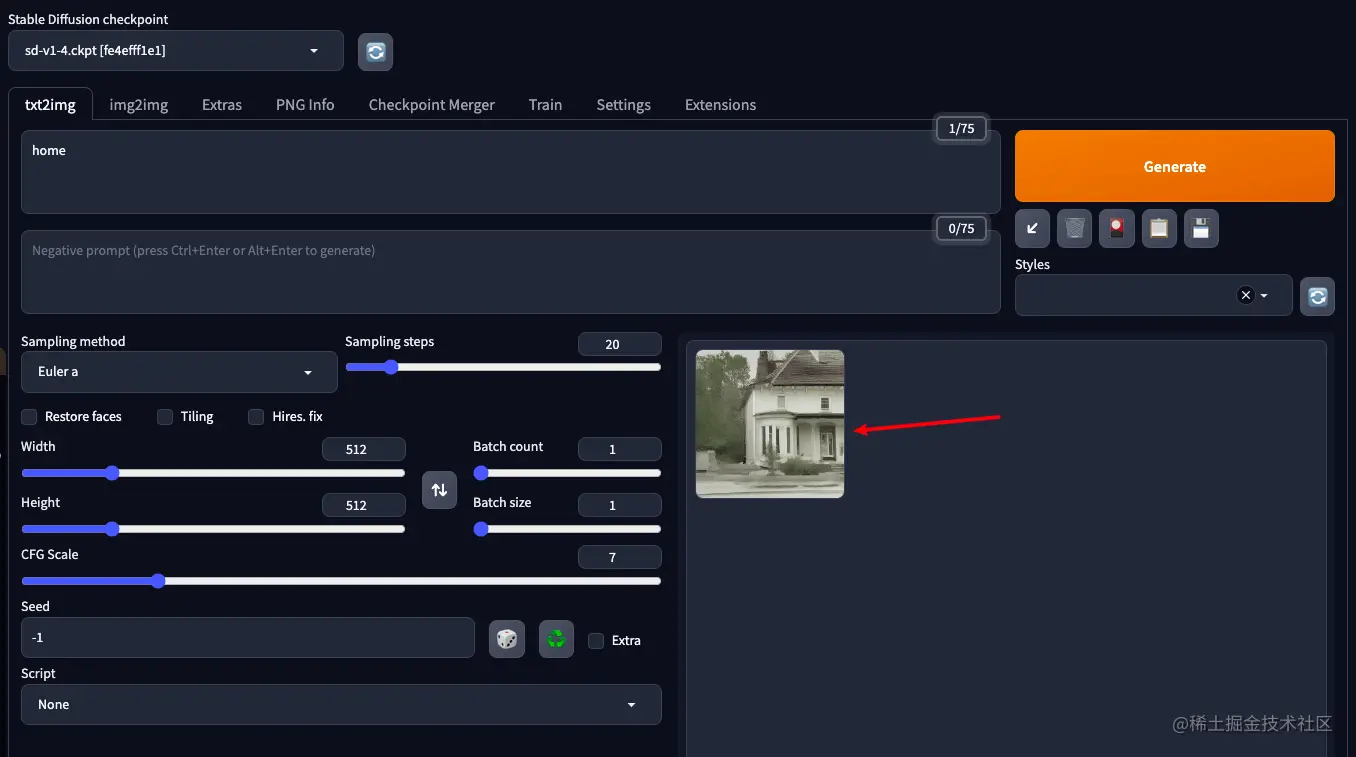 Stable Diffusion checkpoint
sd-v1-4.ckpt [fe4efff1e1]
txt2img img2img Extras PNG Info Checkpoint Merger Train Settings Extensions
1/75
home
Generate
0/75
Negative prompt (press Ctrl+Enter or Alt+Enter to generate)
Styles
Sampling method
Euler a
Sampling steps
20
Restore faces Tiling Hires. fix
Width
512
Batch count
1
Height
512
Batch size
1
CFG Scale
7
Seed
-1
Extra
Script
None
@稀土掘金技术社区